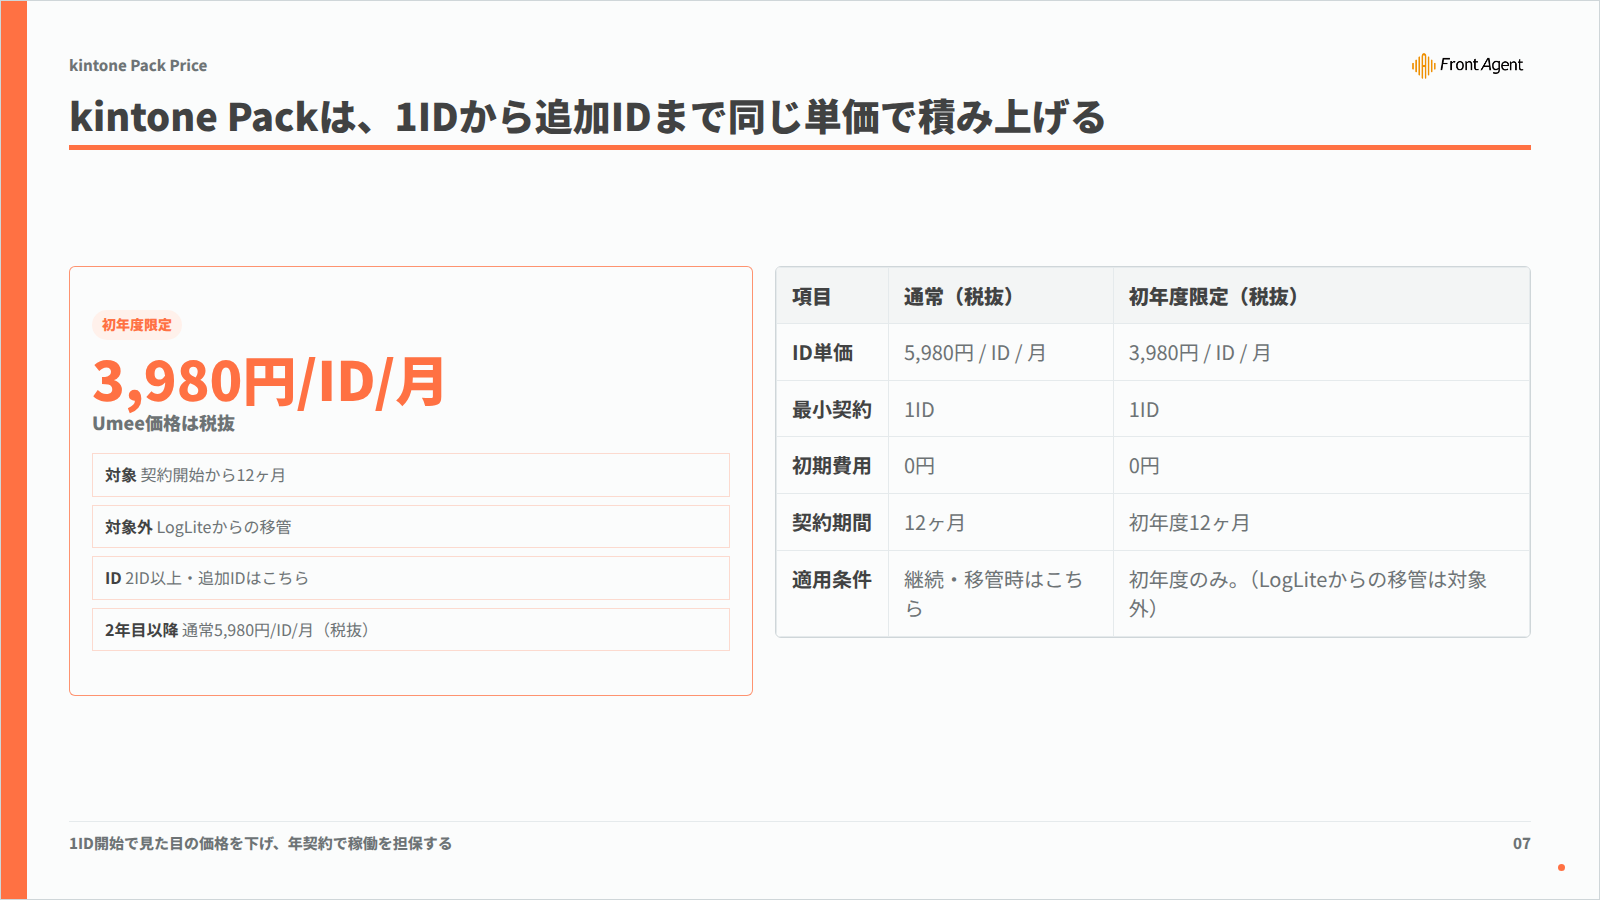 kintone Pack Price
Front Agent
kintone Packは、1IDから追加IDまで同じ単価で積み上げる
初年度限定
3,980円/ID/月
Umee価格は税抜
対象 契約開始から12ヶ月
対象外 LogLiteからの移管
ID 2ID以上・追加IDはこちら
2年目以降 通常5,980円/ID/月（税抜）
項目 通常（税抜） 初年度限定（税抜）
ID単価 5,980円 / ID / 月 3,980円 / ID / 月
最小契約 1ID 1ID
初期費用 0円 0円
契約期間 12ヶ月 初年度12ヶ月
適用条件 継続・移管時はこち
ら
初年度のみ。（LogLiteからの移管は対象
外）
1ID開始で見た目の価格を下げ、年契約で稼働を担保する
07